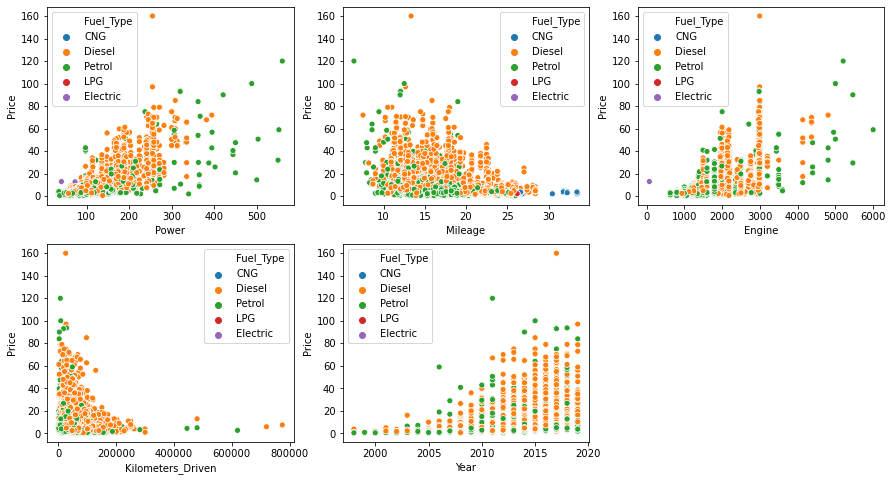 160
140
120
100
80
60
40
20
0
Price
Fuel_Type
CNG
Diesel
Petrol
LPG
Electric
100 200 300 400 500
Power
160
140
120
100
80
60
40
20
0
Price
Fuel_Type
CNG
Diesel
Petrol
LPG
Electric
10 15 20 25 30
Mileage
160
140
120
100
80
60
40
20
0
Price
Fuel_Type
CNG
Diesel
Petrol
LPG
Electric
0 1000 2000 3000 4000 5000 6000
Engine
160
140
120
100
80
60
40
20
0
Price
Fuel_Type
CNG
Diesel
Petrol
LPG
Electric
0 200000 400000 600000 800000
Kilometers_Driven
160
140
120
100
80
60
40
20
0
Price
Fuel_Type
CNG
Diesel
Petrol
LPG
Electric
2000 2005 2010 2015 2020
Year